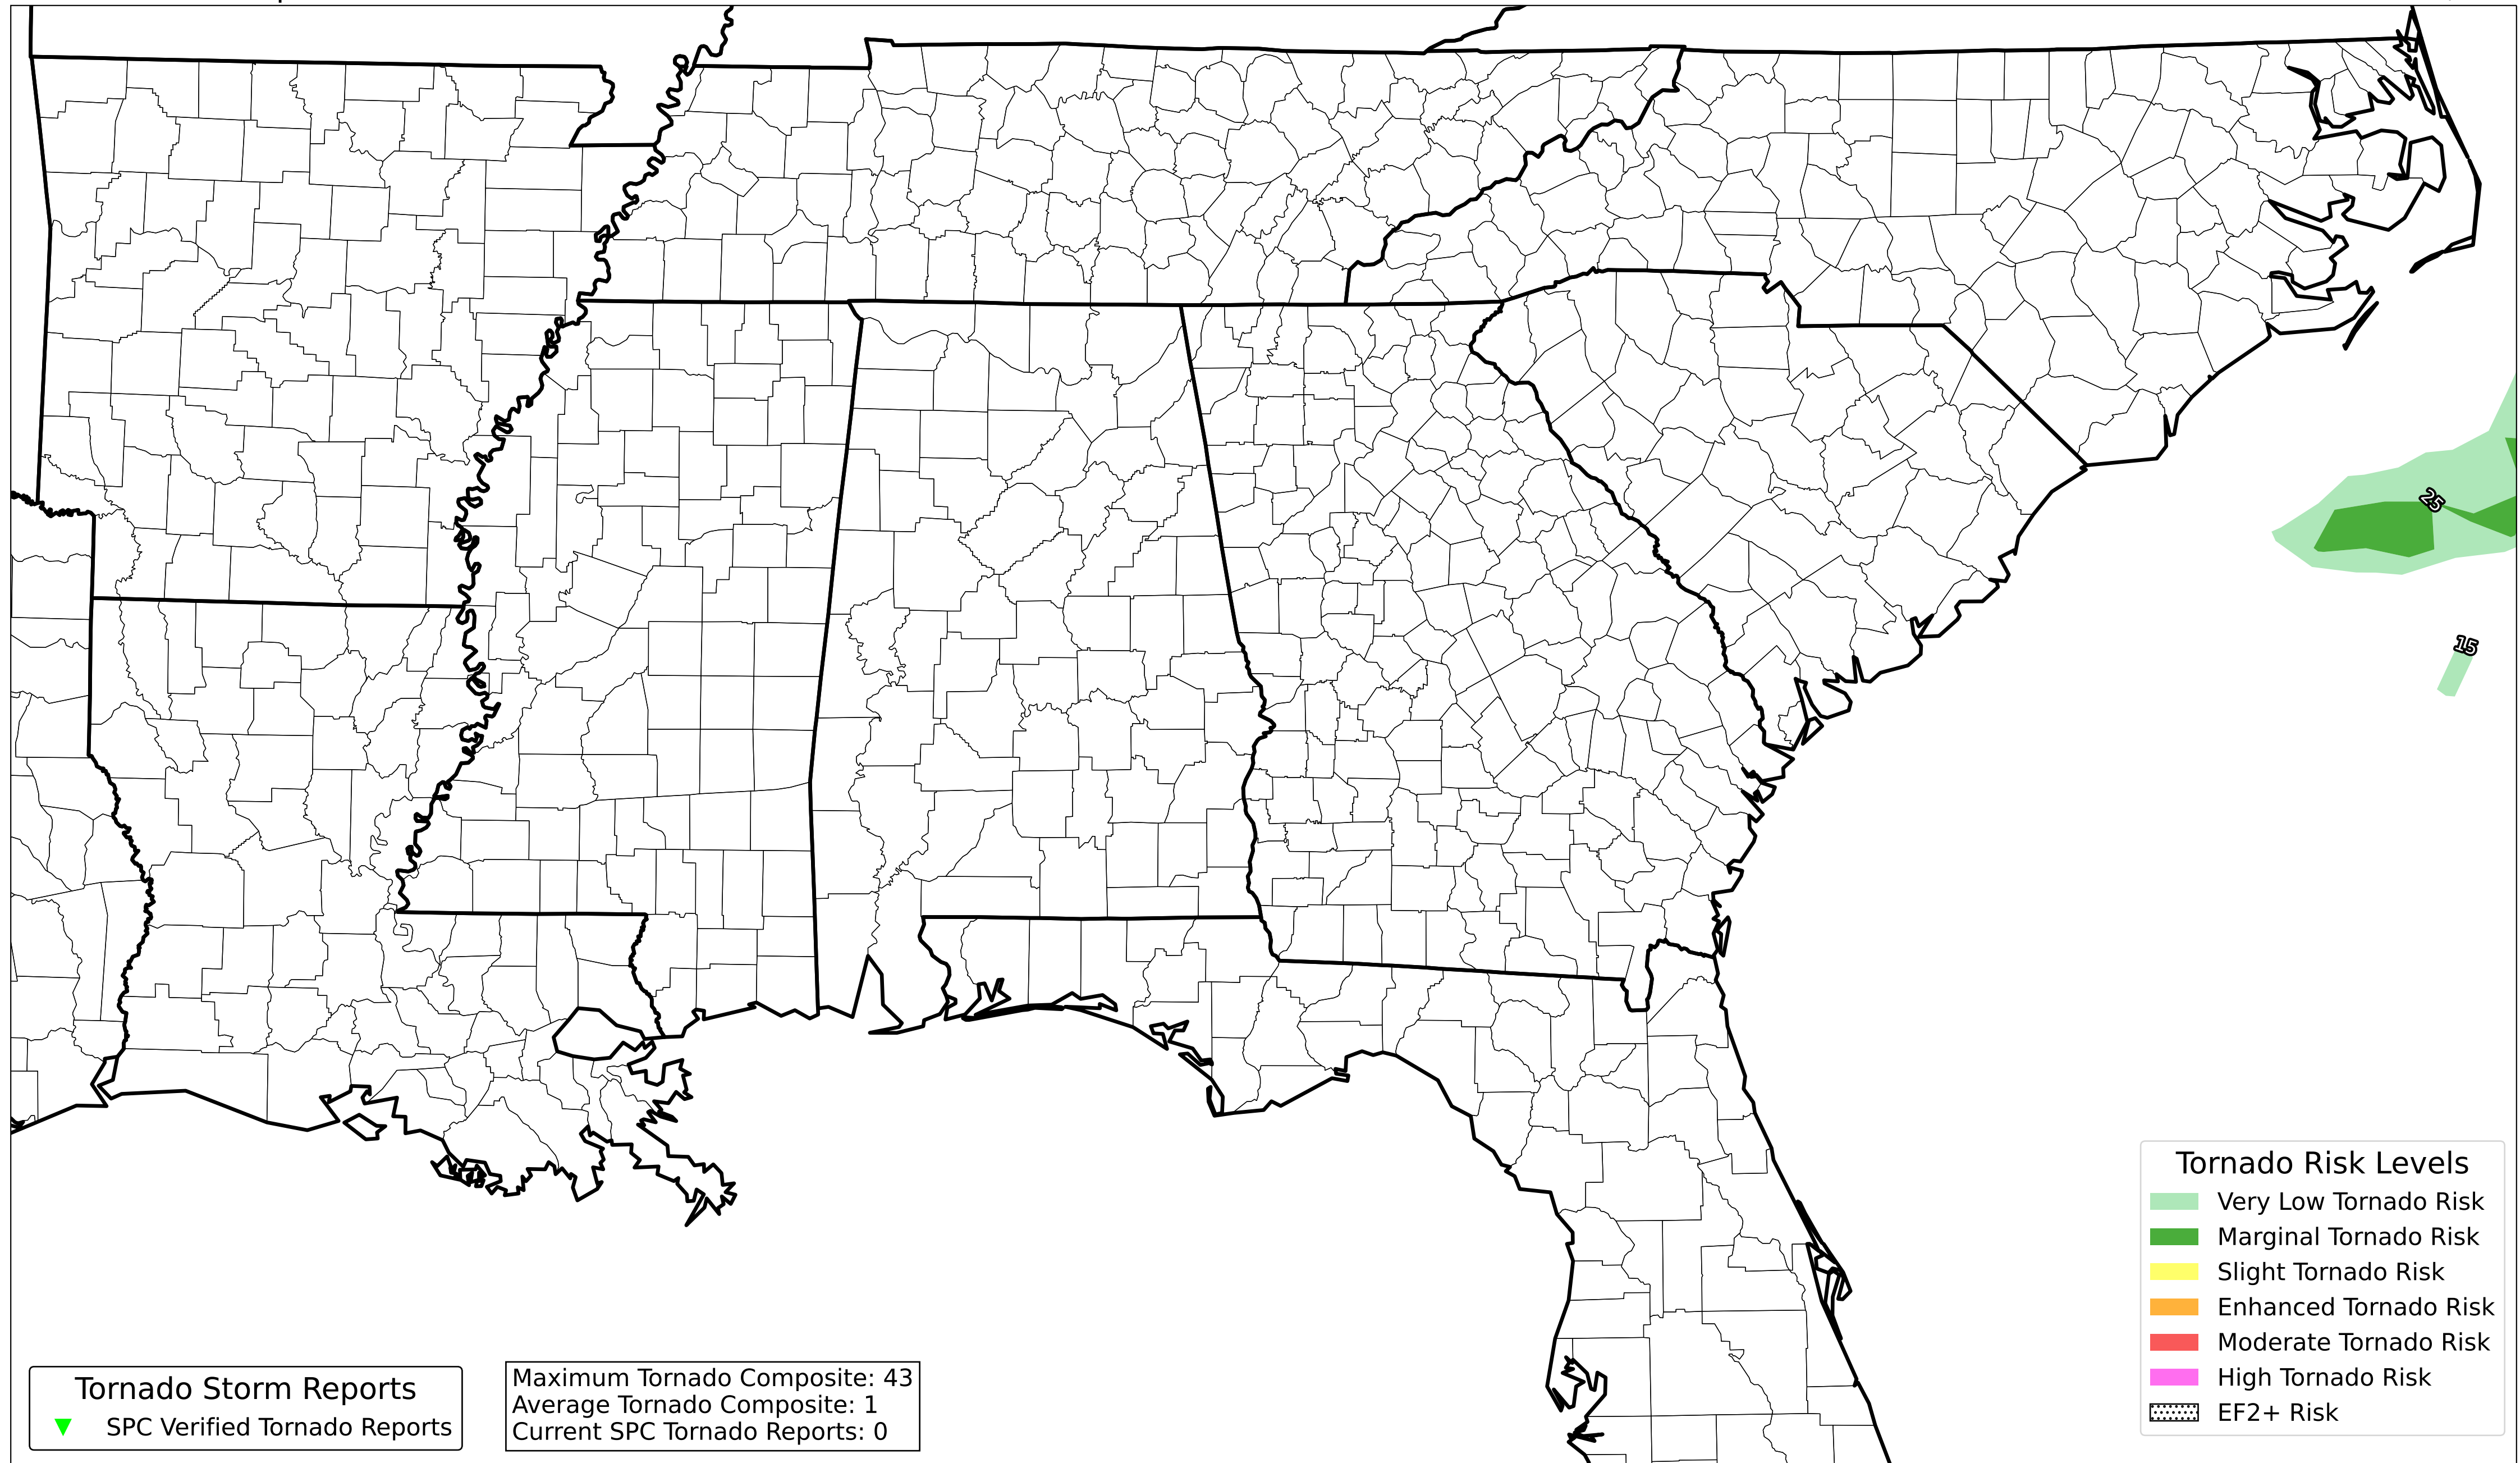 25
15
Tornado Risk Levels
Very Low Tornado Risk
Marginal Tornado Risk
Slight Tornado Risk
Enhanced Tornado Risk
Moderate Tornado Risk
High Tornado Risk
EF2+ Risk
Tornado Storm Reports
SPC Verified Tornado Reports
Maximum Tornado Composite: 43
Average Tornado Composite: 1
Current SPC Tornado Reports: 0